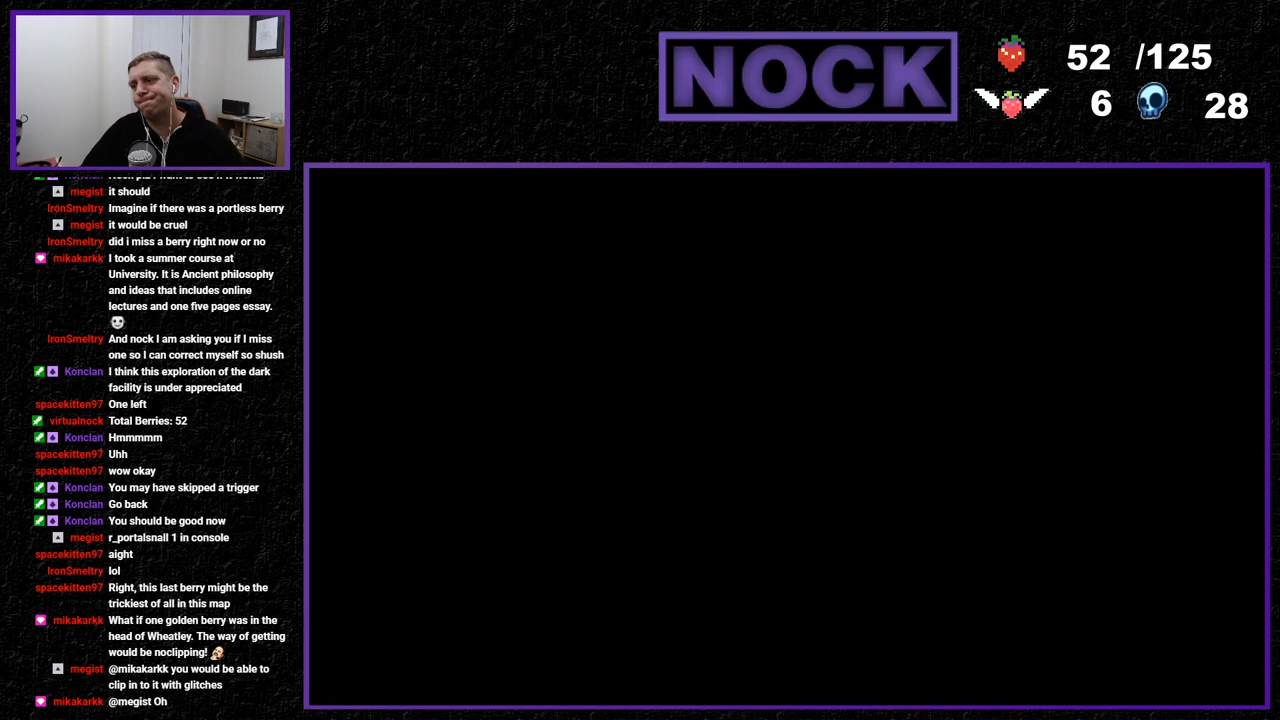 NOCK
52 /125
6 28
megist it should
IronSmeltry Imagine if there was a portless berry
megist it would be cruel
IronSmeltry did i miss a berry right now or no
mikakarkk I took a summer course at
University. It is Ancient philosophy
and ideas that includes online
lectures and one five pages essay.
IronSmeltry And nock I am asking you if I miss
one so I can correct myself so shush
Konclan I think this exploration of the dark
facility is under appreciated
spacekitten97 One left
virtualnock Total Berries: 52
Konclan Hmmmmm
spacekitten97 Uhh
spacekitten97 wow okay
Konclan You may have skipped a trigger
Konclan Go back
Konclan You should be good now
megist r_portalsnall 1 in console
spacekitten97 aight
IronSmeltry lol
spacekitten97 Right, this last berry might be the
trickiest of all in this map
mikakarkk What if one golden berry was in the
head of Wheatley. The way of getting
would be noclipping!
megist @mikakarkk you would be able to
clip in to it with glitches
mikakarkk @megist Oh